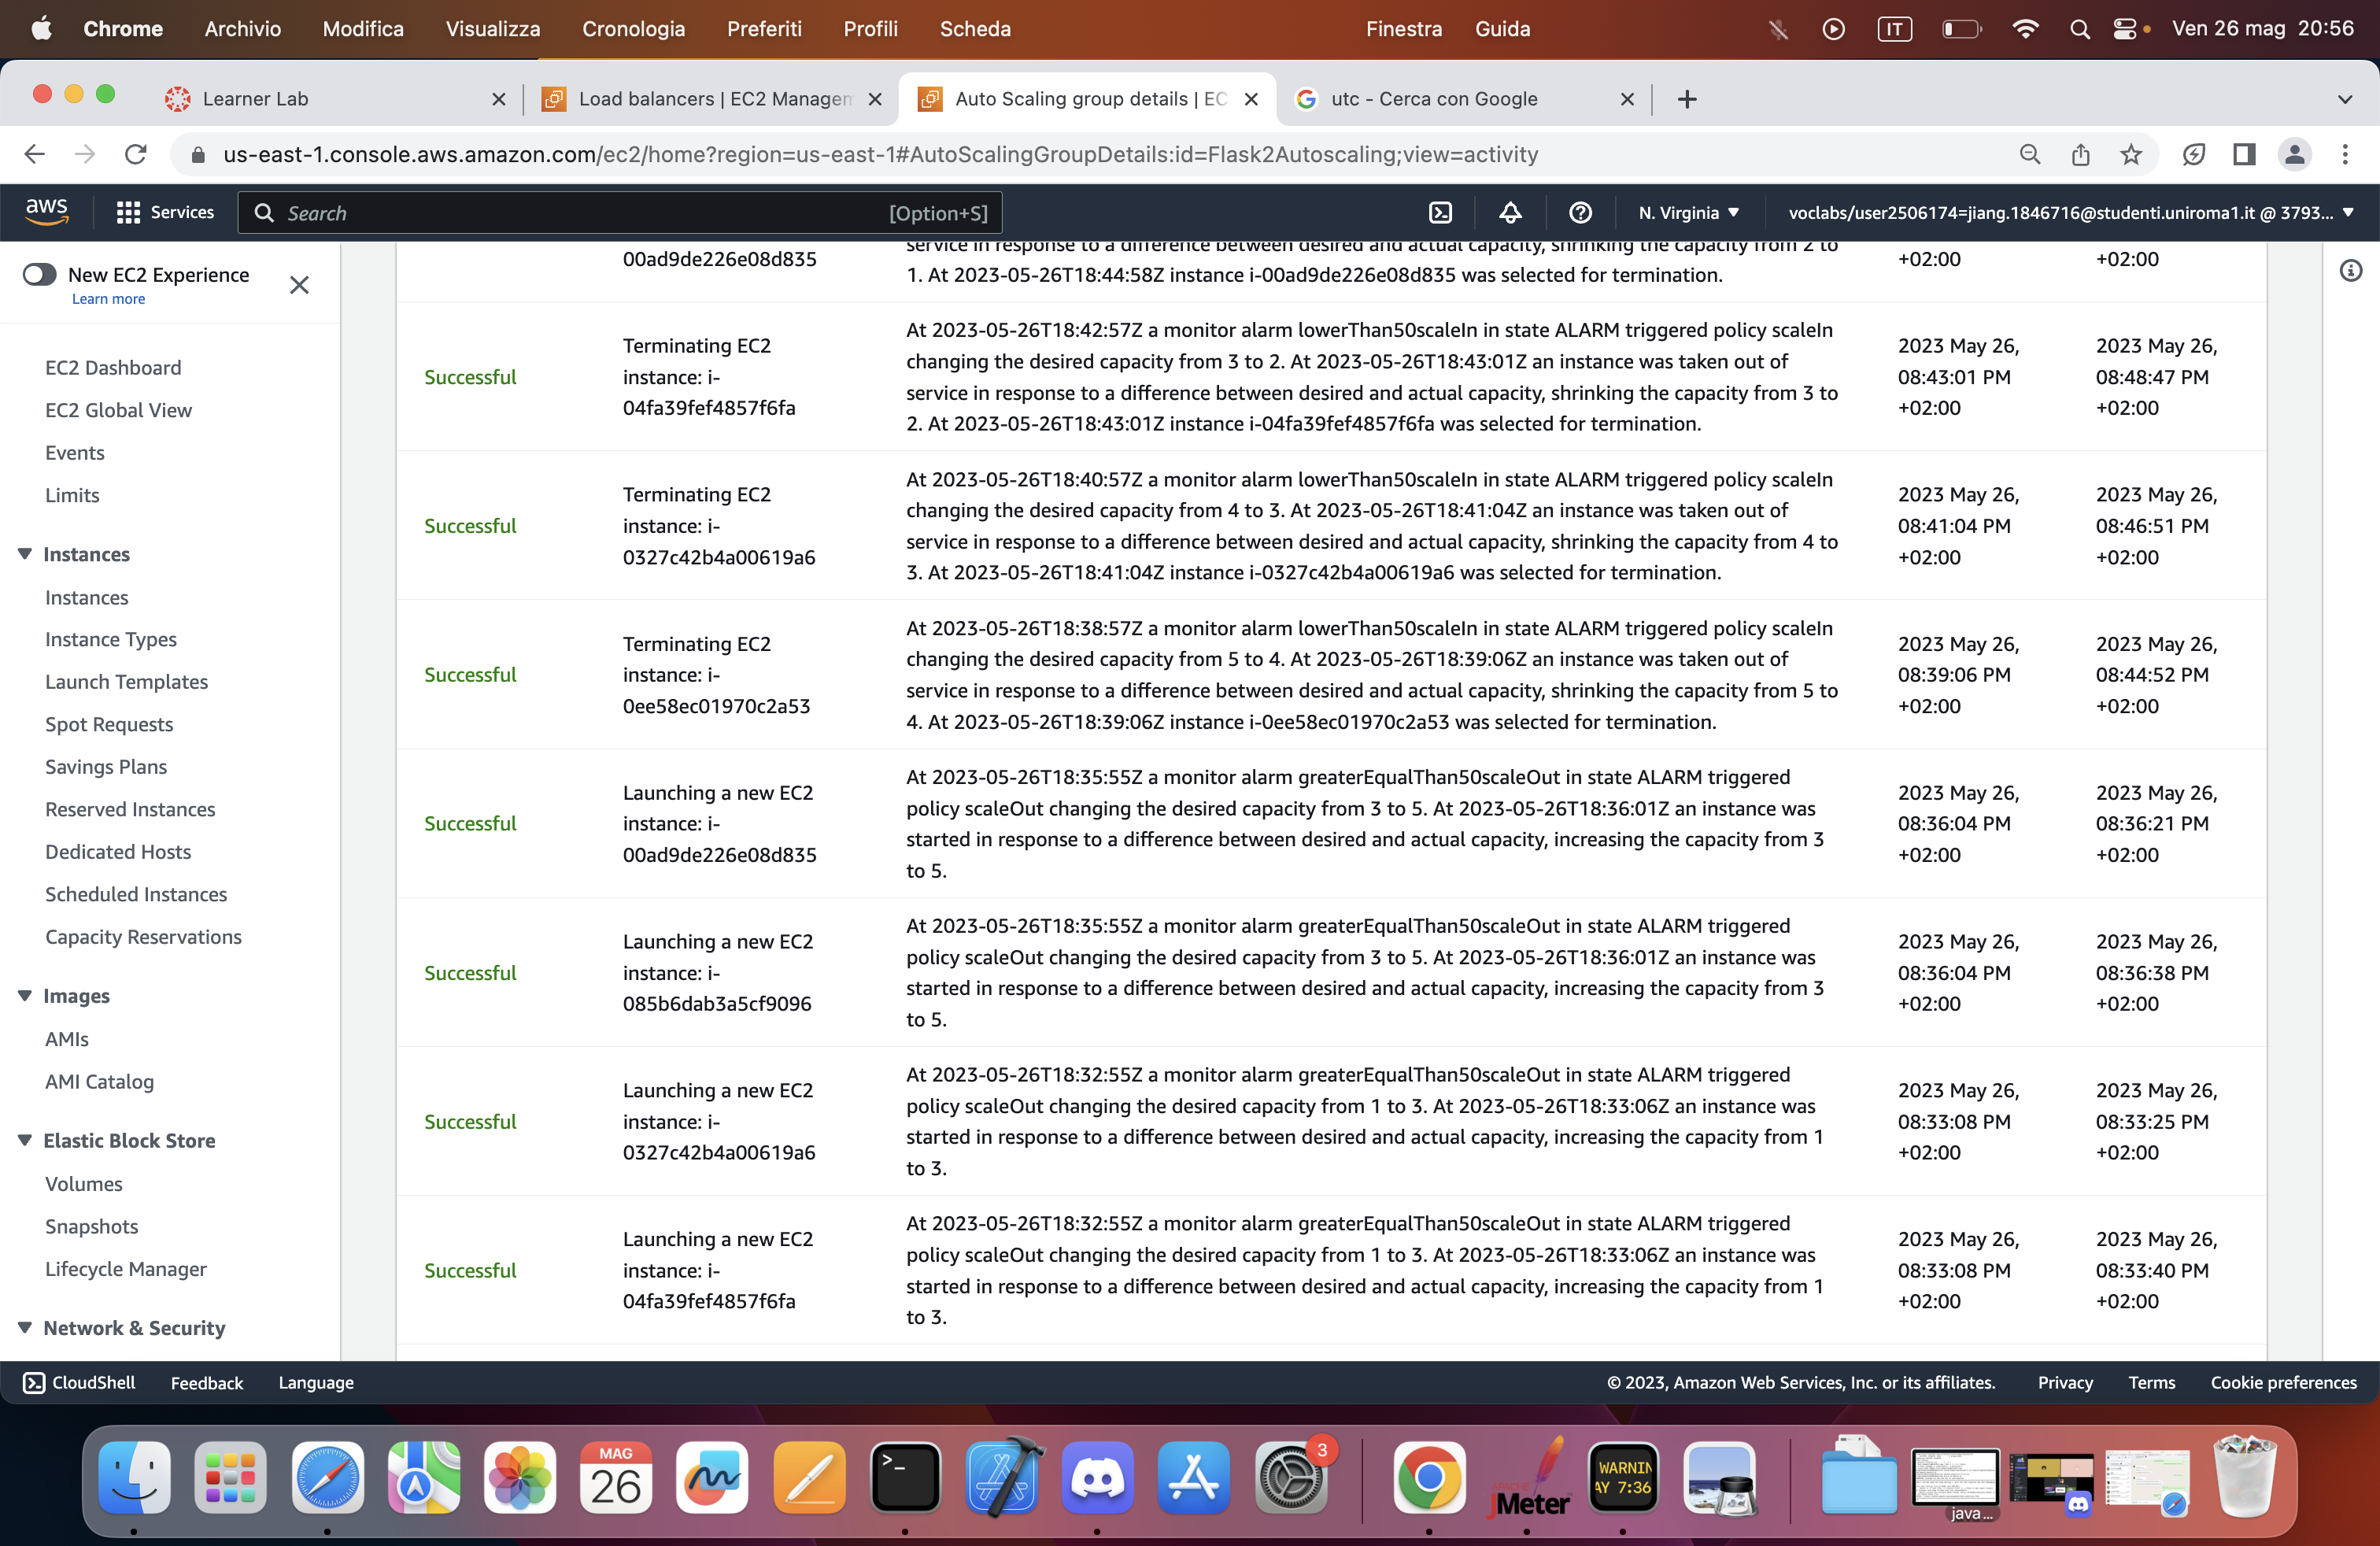 Chrome Archivio Modifica Visualizza Cronologia Preferiti Profili Scheda Finestra Guida IT Ven 26 mag 20:56
Learner Lab
Load balancers | EC2 Managem
Auto Scaling group details | EC
utc - Cerca con Google
us-east-1.console.aws.amazon.com/ec2/home?region=us-east-1#AutoScalingGroupDetails:id=Flask2Autoscaling;view=activity
aws Services Search [Option+S] N. Virginia voclabs/user2506174=jiang.1846716@studenti.uniroma1.it @ 3793...
New EC2 Experience
Learn more
EC2 Dashboard
EC2 Global View
Events
Limits
Instances
Instances
Instance Types
Launch Templates
Spot Requests
Savings Plans
Reserved Instances
Dedicated Hosts
Scheduled Instances
Capacity Reservations
Images
AMIs
AMI Catalog
Elastic Block Store
Volumes
Snapshots
Lifecycle Manager
Network & Security
00ad9de226e08d835
service in response to a difference between desired and actual capacity, shrinking the capacity from 2 to
1. At 2023-05-26T18:44:58Z instance i-00ad9de226e08d835 was selected for termination.
+02:00
+02:00
Successful
Terminating EC2
instance: i-
04fa39fef4857f6fa
At 2023-05-26T18:42:57Z a monitor alarm lowerThan50scaleIn in state ALARM triggered policy scaleIn
changing the desired capacity from 3 to 2. At 2023-05-26T18:43:01Z an instance was taken out of
service in response to a difference between desired and actual capacity, shrinking the capacity from 3 to
2. At 2023-05-26T18:43:01Z instance i-04fa39fef4857f6fa was selected for termination.
2023 May 26,
08:43:01 PM
+02:00
2023 May 26,
08:48:47 PM
+02:00
Successful
Terminating EC2
instance: i-
0327c42b4a00619a6
At 2023-05-26T18:40:57Z a monitor alarm lowerThan50scaleIn in state ALARM triggered policy scaleIn
changing the desired capacity from 4 to 3. At 2023-05-26T18:41:04Z an instance was taken out of
service in response to a difference between desired and actual capacity, shrinking the capacity from 4 to
3. At 2023-05-26T18:41:04Z instance i-0327c42b4a00619a6 was selected for termination.
2023 May 26,
08:41:04 PM
+02:00
2023 May 26,
08:46:51 PM
+02:00
Successful
Terminating EC2
instance: i-
0ee58ec01970c2a53
At 2023-05-26T18:38:57Z a monitor alarm lowerThan50scaleIn in state ALARM triggered policy scaleIn
changing the desired capacity from 5 to 4. At 2023-05-26T18:39:06Z an instance was taken out of
service in response to a difference between desired and actual capacity, shrinking the capacity from 5 to
4. At 2023-05-26T18:39:06Z instance i-0ee58ec01970c2a53 was selected for termination.
2023 May 26,
08:39:06 PM
+02:00
2023 May 26,
08:44:52 PM
+02:00
Successful
Launching a new EC2
instance: i-
00ad9de226e08d835
At 2023-05-26T18:35:55Z a monitor alarm greaterEqualThan50scaleOut in state ALARM triggered
policy scaleOut changing the desired capacity from 3 to 5. At 2023-05-26T18:36:01Z an instance was
started in response to a difference between desired and actual capacity, increasing the capacity from 3
to 5.
2023 May 26,
08:36:04 PM
+02:00
2023 May 26,
08:36:21 PM
+02:00
Successful
Launching a new EC2
instance: i-
085b6dab3a5cf9096
At 2023-05-26T18:35:55Z a monitor alarm greaterEqualThan50scaleOut in state ALARM triggered
policy scaleOut changing the desired capacity from 3 to 5. At 2023-05-26T18:36:01Z an instance was
started in response to a difference between desired and actual capacity, increasing the capacity from 3
to 5.
2023 May 26,
08:36:04 PM
+02:00
2023 May 26,
08:36:38 PM
+02:00
Successful
Launching a new EC2
instance: i-
0327c42b4a00619a6
At 2023-05-26T18:32:55Z a monitor alarm greaterEqualThan50scaleOut in state ALARM triggered
policy scaleOut changing the desired capacity from 1 to 3. At 2023-05-26T18:33:06Z an instance was
started in response to a difference between desired and actual capacity, increasing the capacity from 1
to 3.
2023 May 26,
08:33:08 PM
+02:00
2023 May 26,
08:33:25 PM
+02:00
Successful
Launching a new EC2
instance: i-
04fa39fef4857f6fa
At 2023-05-26T18:32:55Z a monitor alarm greaterEqualThan50scaleOut in state ALARM triggered
policy scaleOut changing the desired capacity from 1 to 3. At 2023-05-26T18:33:06Z an instance was
started in response to a difference between desired and actual capacity, increasing the capacity from 1
to 3.
2023 May 26,
08:33:08 PM
+02:00
2023 May 26,
08:33:40 PM
+02:00
CloudShell Feedback Language © 2023, Amazon Web Services, Inc. or its affiliates. Privacy Terms Cookie preferences
MAG
26
>_
3
APACHE
JMeter
WARNIN
AY 7:36
java...